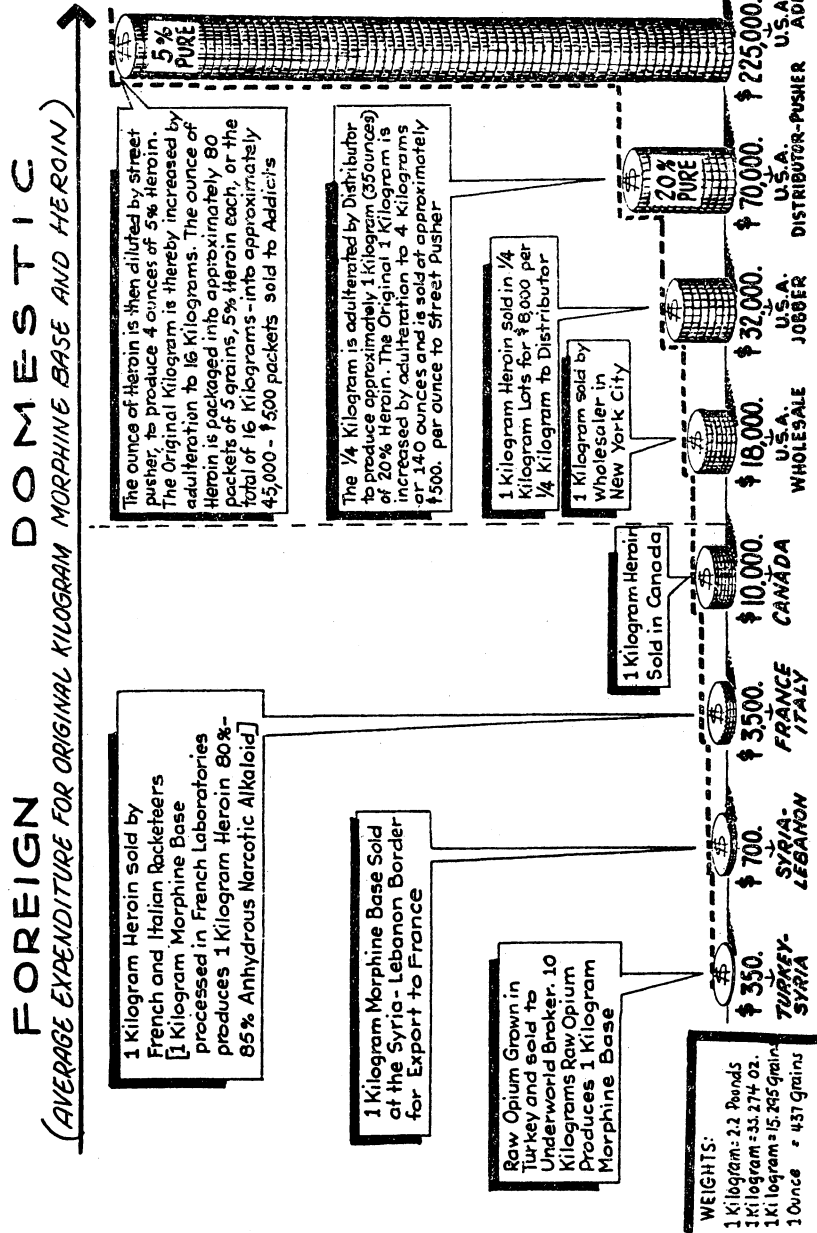 FOREIGN DOMESTIC
(AVERAGE EXPENDITURE FOR ORIGINAL KILOGRAM MORPHINE BASE AND HEROIN)
1 Kilogram Heroin sold by
French and Italian Racketeers
[1 Kilogram Morphine Base
processed in French Laboratories
produces 1 Kilogram Heroin 80%-
85% Anhydrous Narcotic Alkaloid]
1 Kilogram Morphine Base Sold
at the Syria-Lebanon Border
for Export to France
Raw Opium Grown in
Turkey and sold to
Underworld Broker. 10
Kilograms Raw Opium
Produces 1 Kilogram
Morphine Base
1 Kilogram Heroin
Sold in Canada
The ounce of Heroin is then diluted by street
pusher, to produce 4 ounces of 5% Heroin.
The Original Kilogram is thereby increased by
adulteration to 16 Kilograms. The ounce of
Heroin is packaged into approximately 80
packets of 5 grains, 5% Heroin each, or the
total of 16 Kilograms-into approximately
45,000 - $5.00 packets sold to Addicts
The 1/4 Kilogram is adulterated by Distributor
to produce approximately 1 Kilogram (35 ounces)
of 20% Heroin. The Original 1 Kilogram is
increased by adulteration to 4 Kilograms
or 140 ounces and is sold at approximately
$500. per ounce to Street Pusher
1 Kilogram Heroin sold in 1/4
Kilogram Lots for $8,000 per
1/4 Kilogram to Distributor
1 Kilogram sold by
Wholesaler in
New York City
$ $ $ $ $ $ $ $
20%
PURE
5%
PURE
$350. $700. $3,500. $10,000. $18,000. $32,000. $70,000. $225,000.
TURKEY-
SYRIA
SYRIA-
LEBANON
FRANCE
ITALY
CANADA
U.S.A.
WHOLESALE
U.S.A.
JOBBER
U.S.A.
DISTRIBUTOR-PUSHER
U.S.A.
WEIGHTS:
1 Kilogram = 2.2 Pounds
1 Kilogram = 35.274 oz.
1 Kilogram = 15.295 grains
1 Ounce = 437 grains